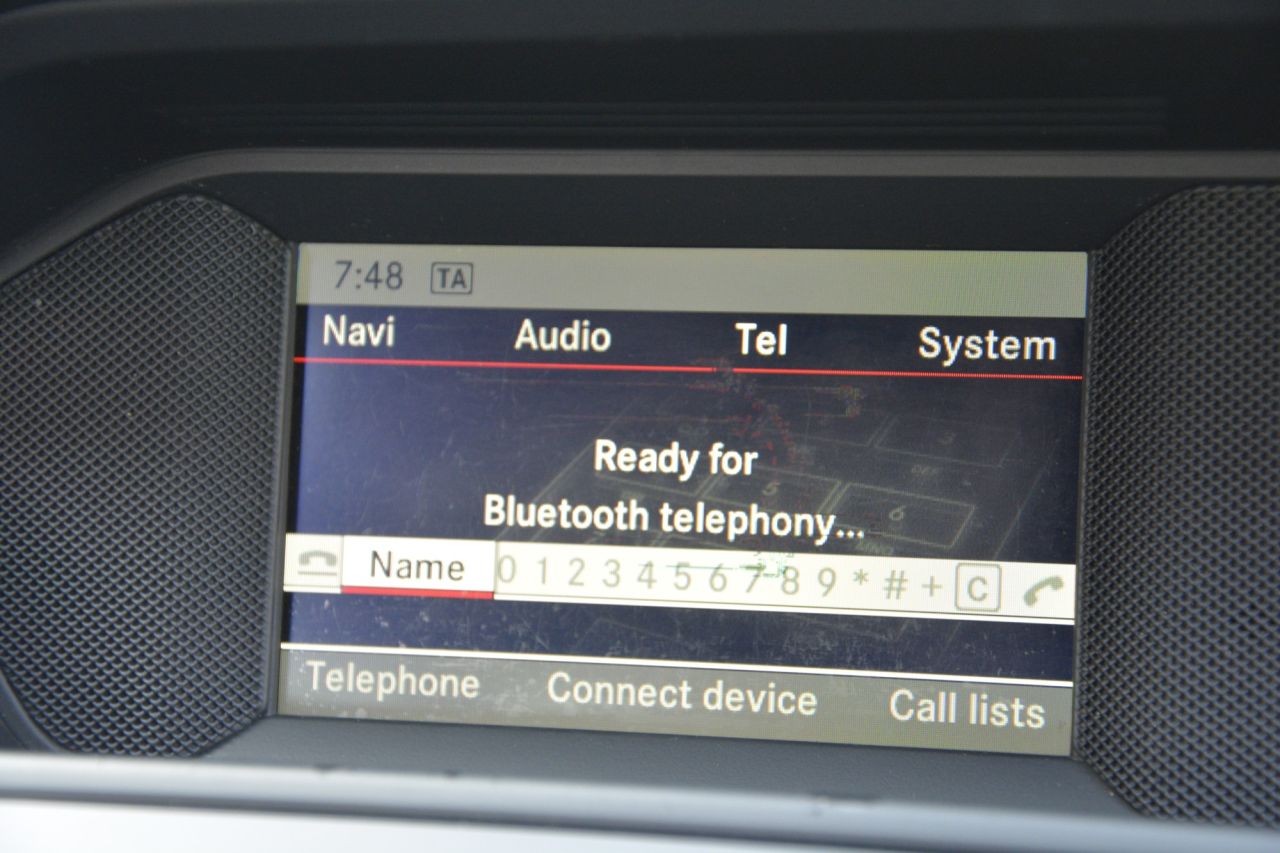 7:48 TA
Navi Audio Tel System
Ready for
Bluetooth telephony...
Name 0 1 2 3 4 5 6 7 8 9 * # + C
Telephone Connect device Call lists